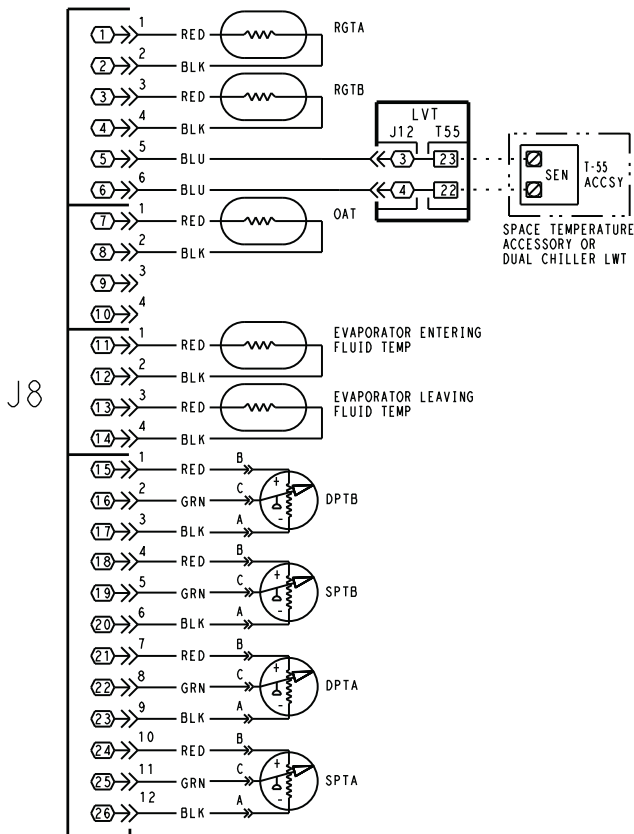 1 1 RED RGTA
2 2 BLK
3 3 RED RGTB
4 4 BLK
LVT
J12 T55
5 5 BLU 3 23
6 6 BLU 4 22
SEN
T-55
ACCSY
SPACE TEMPERATURE
ACCESSORY OR
DUAL CHILLER LWT
7 1 RED OAT
8 2 BLK
9 3
10 4
11 1 RED
EVAPORATOR ENTERING
FLUID TEMP
12 2 BLK
J8
13 3 RED
EVAPORATOR LEAVING
FLUID TEMP
14 4 BLK
15 1 RED B +
16 2 GRN C DPTB
17 3 BLK A -
18 4 RED B +
19 5 GRN C SPTB
20 6 BLK A -
21 7 RED B +
22 8 GRN C DPTA
23 9 BLK A -
24 10 RED B +
25 11 GRN C SPTA
26 12 BLK A -